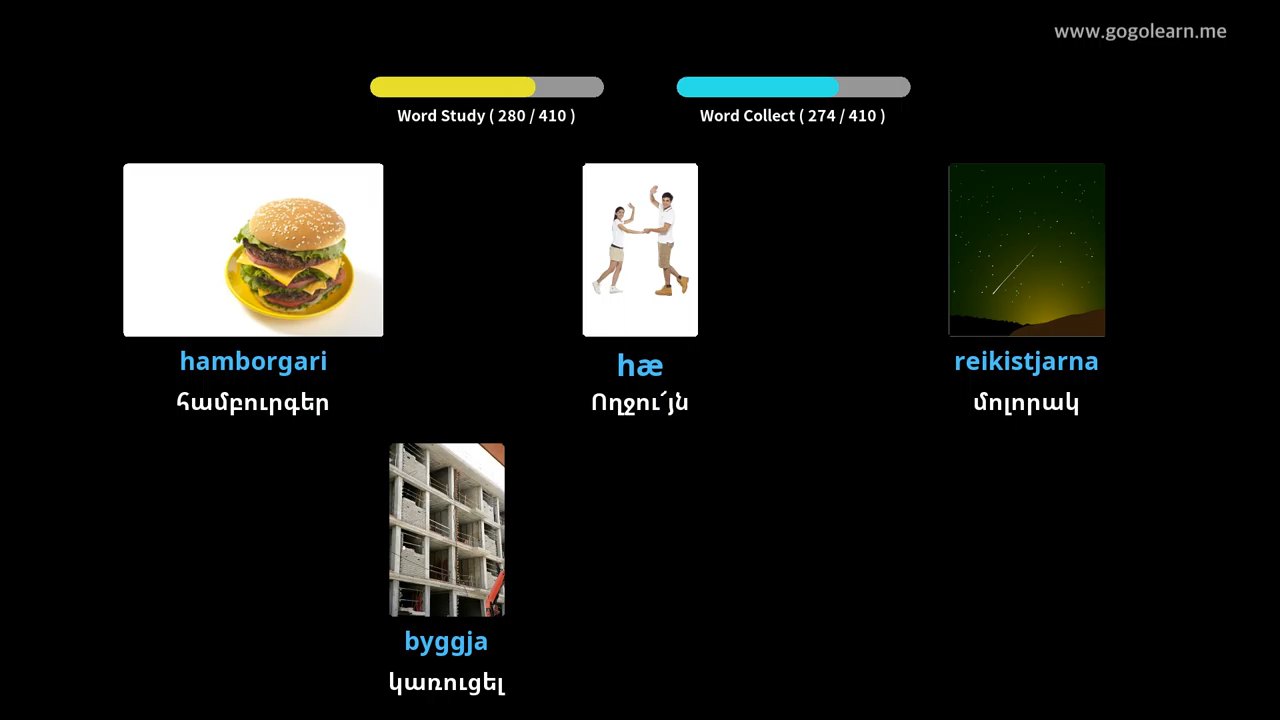 www.gogolearn.me
Word Study ( 280 / 410 )
Word Collect ( 274 / 410 )
hamborgari
համբուրգեր
hæ
Ողջու՜յն
reikistjarna
մոլորակ
byggja
կառուցել